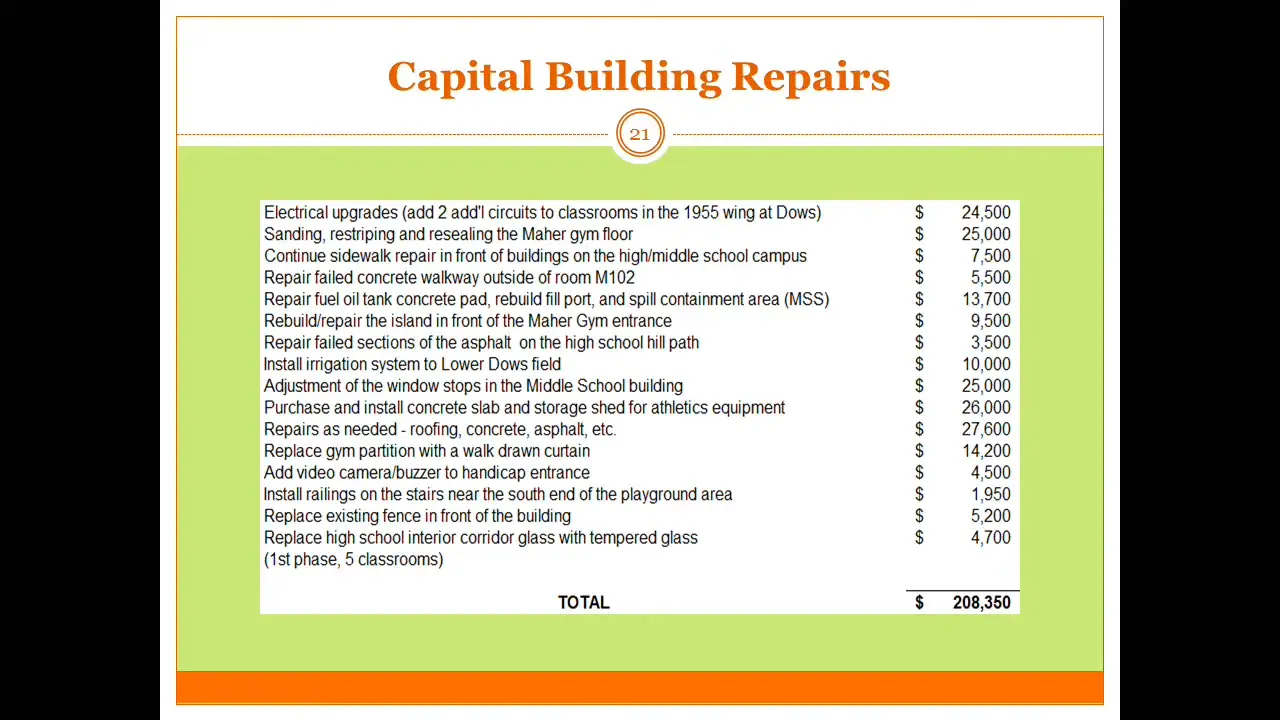 Capital Building Repairs
21
Electrical upgrades (add 2 add'l circuits to classrooms in the 1955 wing at Dows) $ 24,500
Sanding, restriping and resealing the Maher gym floor $ 25,000
Continue sidewalk repair in front of buildings on the high/middle school campus $ 7,500
Repair failed concrete walkway outside of room M102 $ 5,500
Repair fuel oil tank concrete pad, rebuild fill port, and spill containment area (MSS) $ 13,700
Rebuild/repair the island in front of the Maher Gym entrance $ 9,500
Repair failed sections of the asphalt on the high school hill path $ 3,500
Install irrigation system to Lower Dows field $ 10,000
Adjustment of the window stops in the Middle School building $ 25,000
Purchase and install concrete slab and storage shed for athletics equipment $ 26,000
Repairs as needed - roofing, concrete, asphalt, etc. $ 27,600
Replace gym partition with a walk drawn curtain $ 14,200
Add video camera/buzzer to handicap entrance $ 4,500
Install railings on the stairs near the south end of the playground area $ 1,950
Replace existing fence in front of the building $ 5,200
Replace high school interior corridor glass with tempered glass $ 4,700
(1st phase, 5 classrooms)
TOTAL $ 208,350